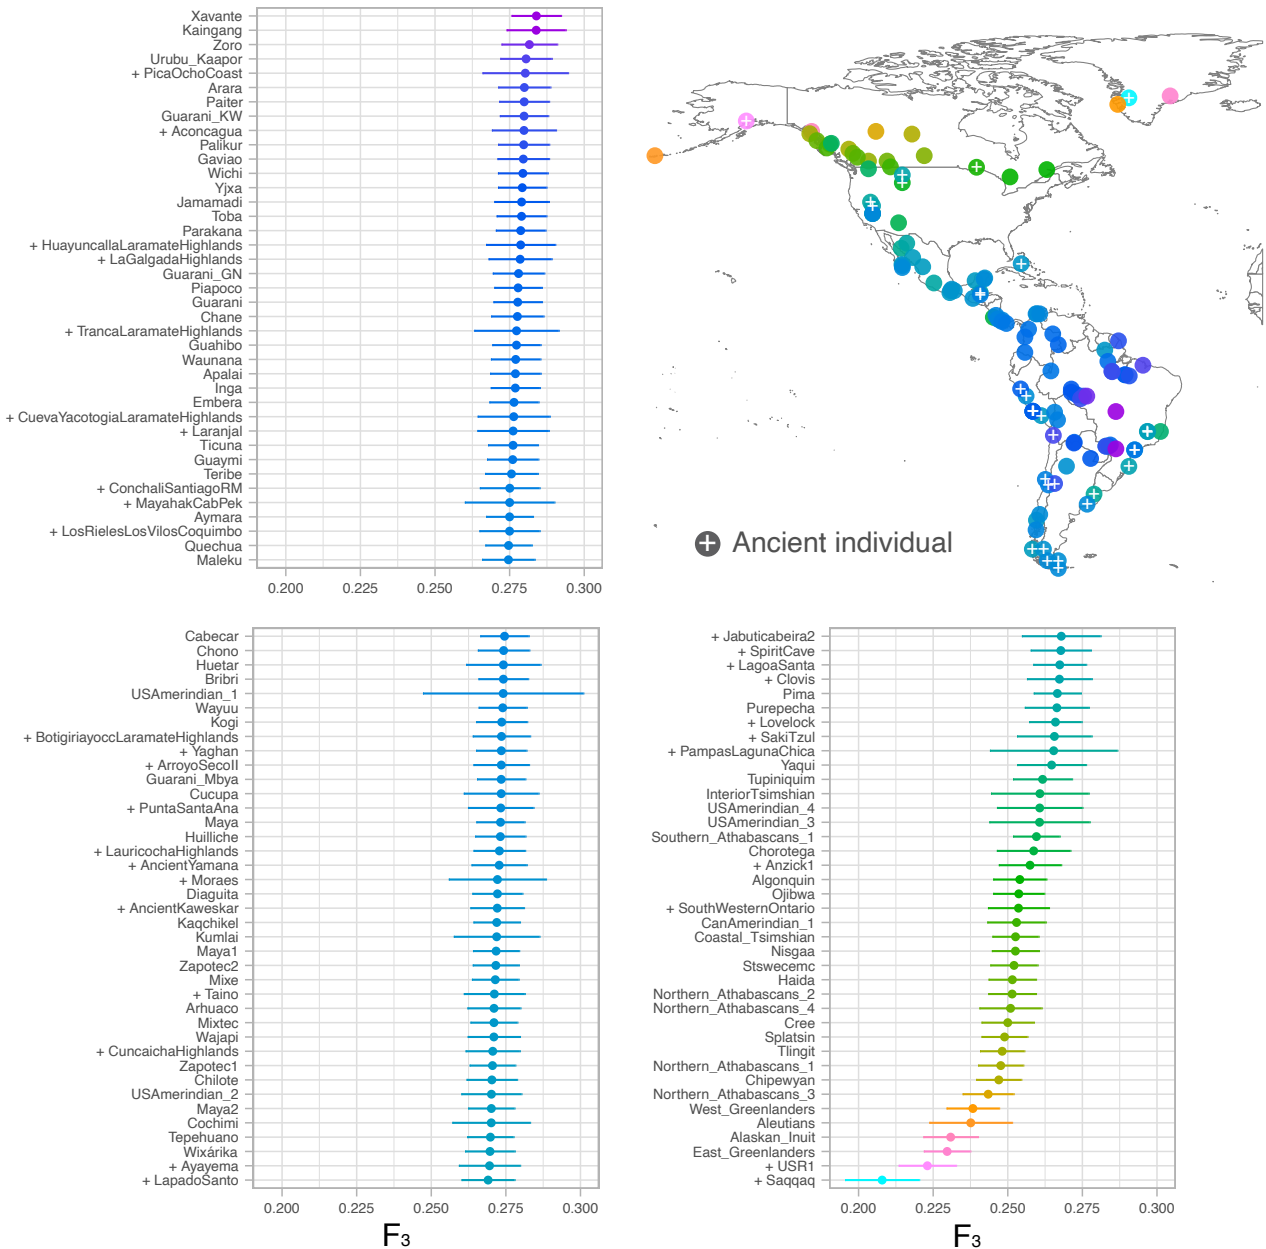 Xavante
Kaingang
Zoro
Urubu_Kaapor
+ PicaOchoCoast
Arara
Paiter
Guarani_KW
+ Aconcagua
Palikur
Gaviao
Wichi
Yjxa
Jamamadi
Toba
Parakana
+ HuayuncallaLaramateHighlands
+ LaGalgadaHighlands
Guarani_GN
Piapoco
Guarani
Chane
+ TrancaLaramateHighlands
Guahibo
Waunana
Apalai
Inga
Embera
+ CuevaYacotogiaLaramateHighlands
+ Laranjal
Ticuna
Guaymi
Teribe
+ ConchaliSantiagoRM
+ MayahakCabPek
Aymara
+ LosRielesLosVilosCoquimbo
Quechua
Maleku
0.200 0.225 0.250 0.275 0.300
+ Ancient individual
Cabecar
Chono
Huetar
Bribri
USAmerindian_1
Wayuu
Kogi
+ BotigiriayoccLaramateHighlands
+ Yaghan
+ ArroyoSecoII
Guarani_Mbya
Cucupa
+ PuntaSantaAna
Maya
Huilliche
+ LauricochaHighlands
+ AncientYamana
+ Moraes
Diaguita
+ AncientKaweskar
Kaqchikel
Kumlai
Maya1
Zapotec2
Mixe
+ Taino
Arhuaco
Mixtec
Wajapi
+ CuncaichaHighlands
Zapotec1
Chilote
USAmerindian_2
Maya2
Cochimi
Tepehuano
Wixárika
+ Ayayema
+ LapadoSanto
0.200 0.225 0.250 0.275 0.300
F3
+ Jabuticabeira2
+ SpiritCave
+ LagoaSanta
+ Clovis
Pima
Purepecha
+ Lovelock
+ SakiTzul
+ PampasLagunaChica
Yaqui
Tupiniquim
InteriorTsimshian
USAmerindian_4
USAmerindian_3
Southern_Athabascans_1
Chorotega
+ Anzick1
Algonquin
Ojibwa
+ SouthWesternOntario
CanAmerindian_1
Coastal_Tsimshian
Nisgaa
Stswecemc
Haida
Northern_Athabascans_2
Northern_Athabascans_4
Cree
Splatsin
Tlingit
Northern_Athabascans_1
Chipewyan
Northern_Athabascans_3
West_Greenlanders
Aleutians
Alaskan_Inuit
East_Greenlanders
+ USR1
+ Saqqaq
0.200 0.225 0.250 0.275 0.300
F3